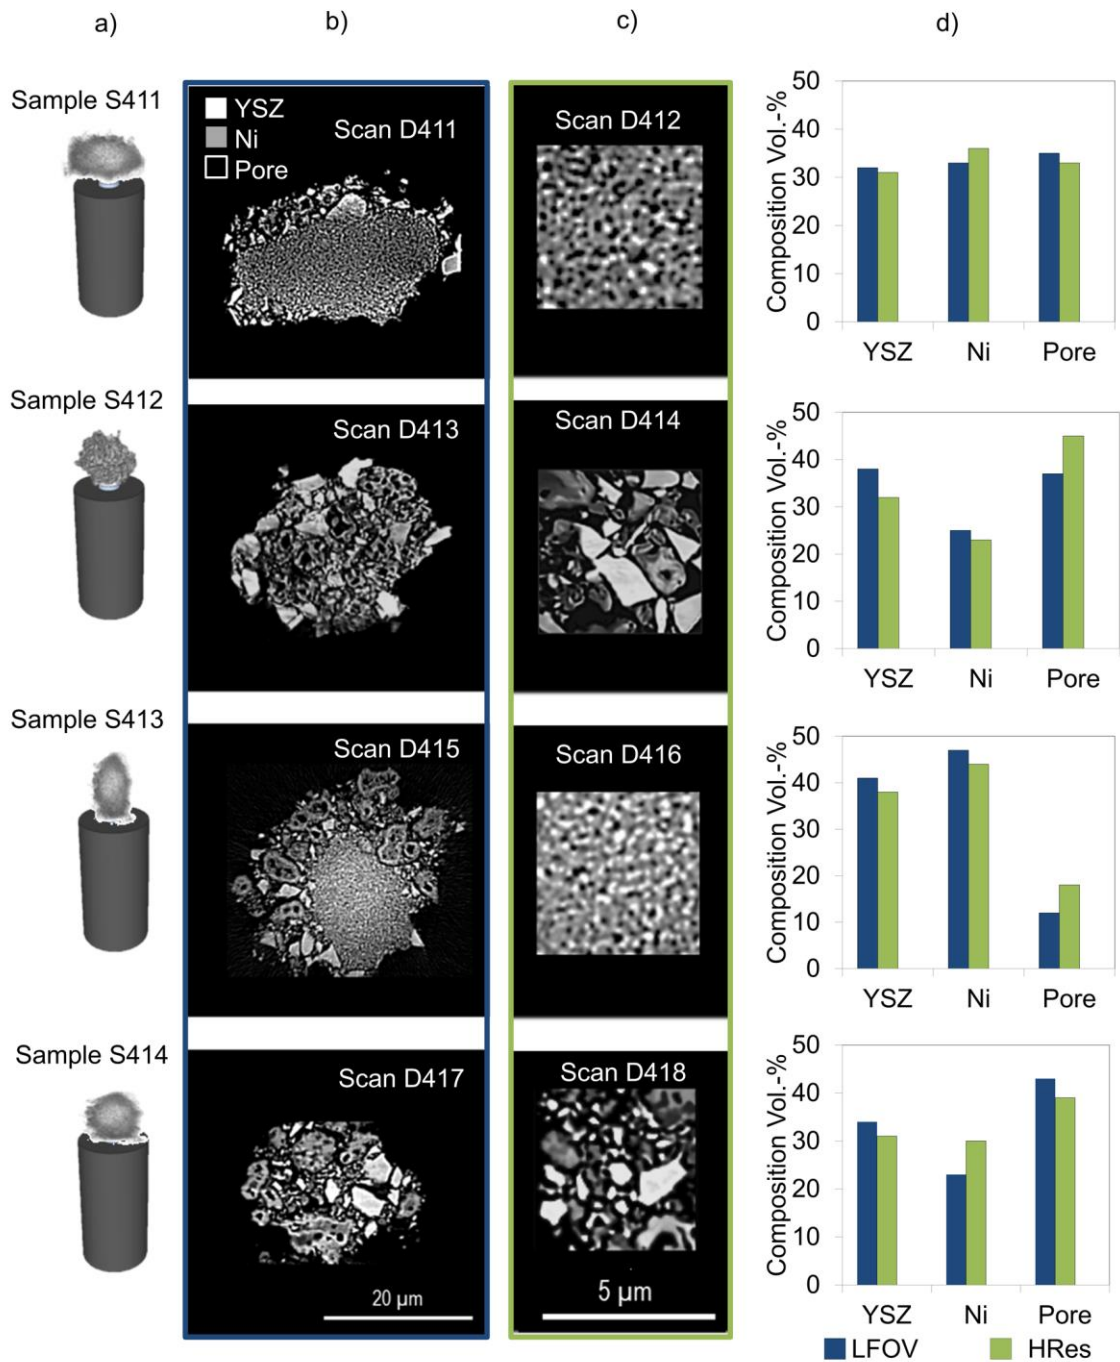 a)
b)
c)
d)
Sample S411
YSZ
Ni
Pore
Scan D411
Scan D412
Composition Vol.-%
50
40
30
20
10
0
YSZ Ni Pore
Sample S412
Scan D413
Scan D414
Composition Vol.-%
50
40
30
20
10
0
YSZ Ni Pore
Sample S413
Scan D415
Scan D416
Composition Vol.-%
50
40
30
20
10
0
YSZ Ni Pore
Sample S414
Scan D417
20 µm
Scan D418
5 µm
Composition Vol.-%
50
40
30
20
10
0
YSZ Ni Pore
LFOV HRes